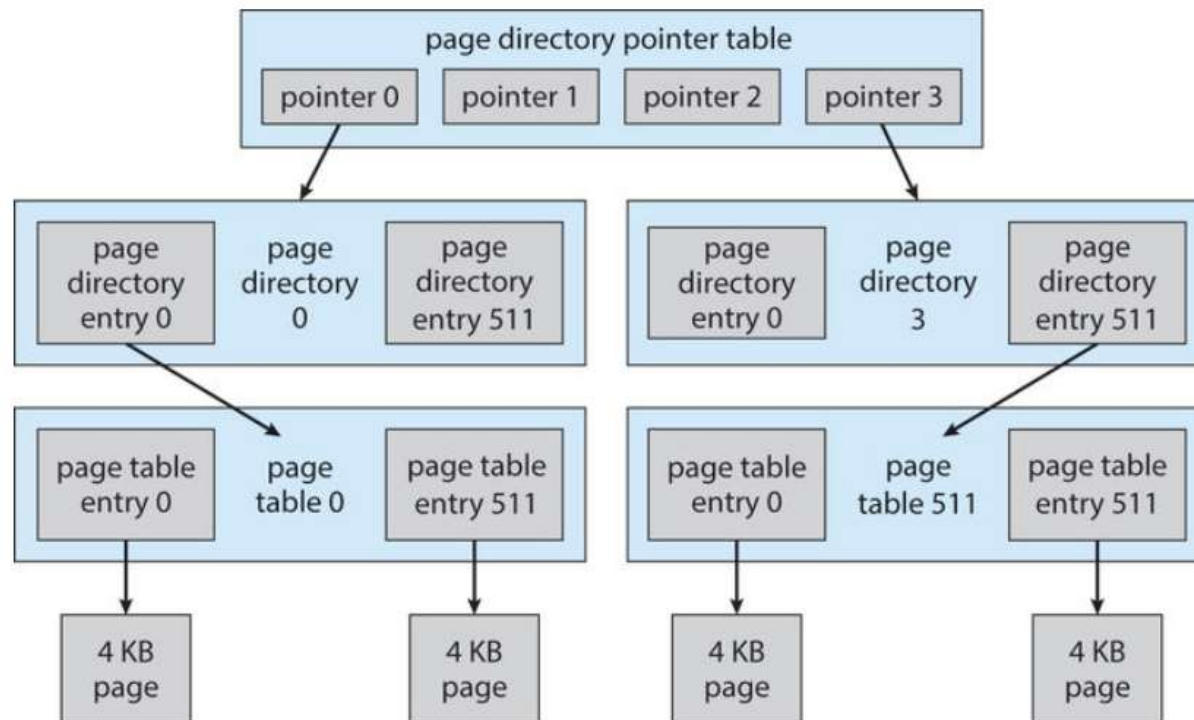 page directory pointer table
pointer 0
pointer 1
pointer 2
pointer 3
page
directory
entry 0
page
directory
0
page
directory
entry 511
page
directory
entry 0
page
directory
3
page
directory
entry 511
page table
entry 0
page
table 0
page table
entry 511
page table
entry 0
page
table 511
page table
entry 511
4 KB
page
4 KB
page
4 KB
page
4 KB
page